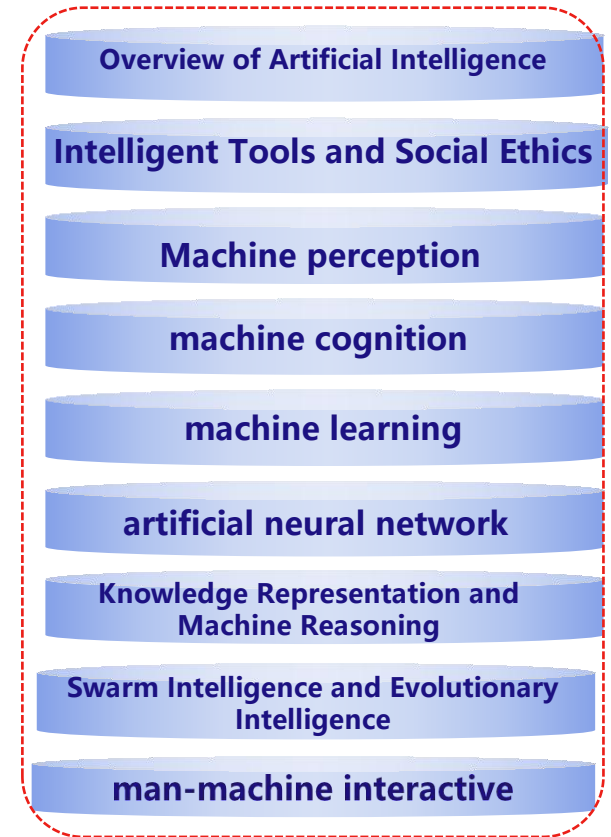 Overview of Artificial Intelligence
Intelligent Tools and Social Ethics
Machine perception
machine cognition
machine learning
artificial neural network
Knowledge Representation and
Machine Reasoning
Swarm Intelligence and Evolutionary
Intelligence
man-machine interactive